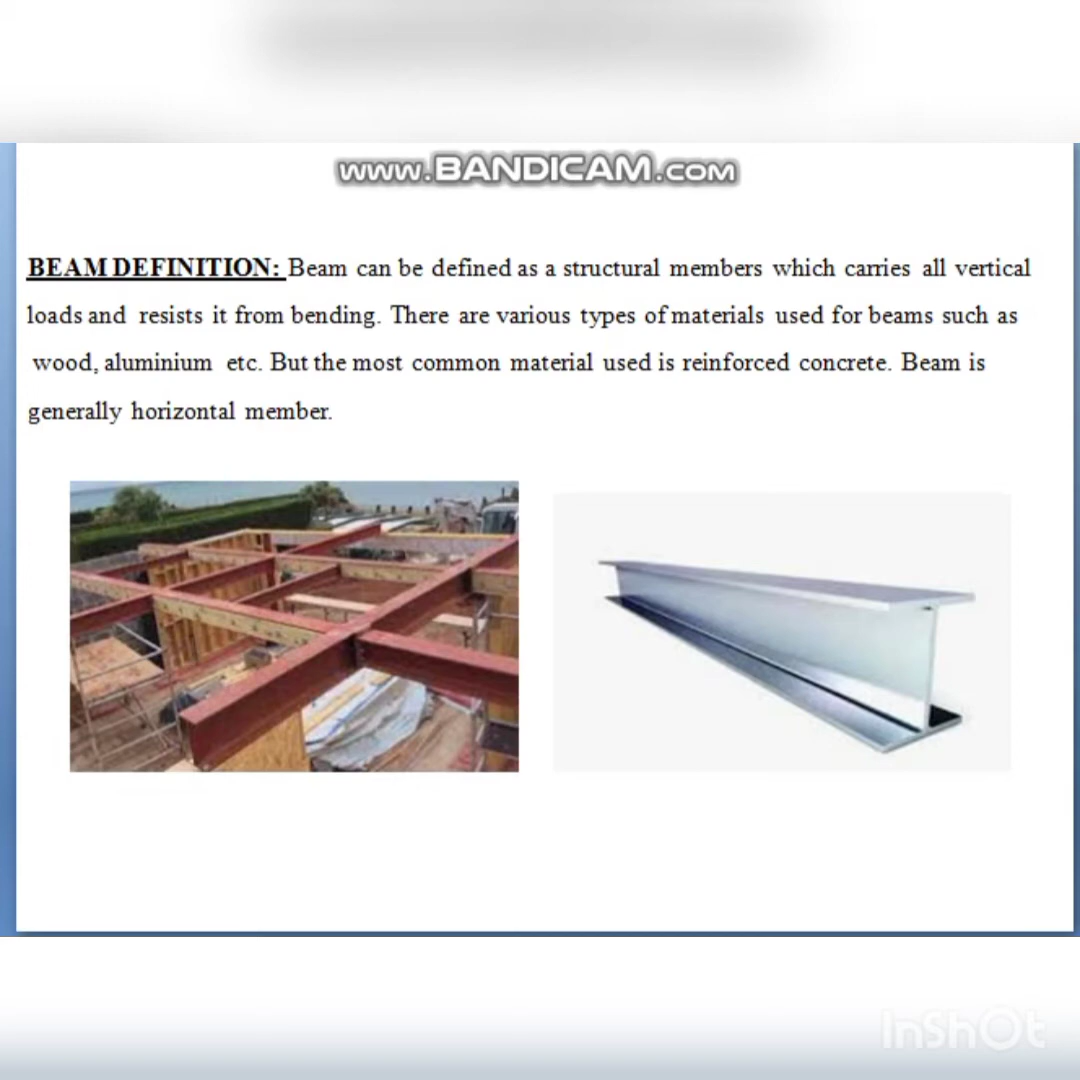 www.BANDICAM.COM
BEAM DEFINITION: Beam can be defined as a structural members which carries all vertical
loads and resists it from bending. There are various types of materials used for beams such as
wood, aluminium etc. But the most common material used is reinforced concrete. Beam is
generally horizontal member.
InShOt